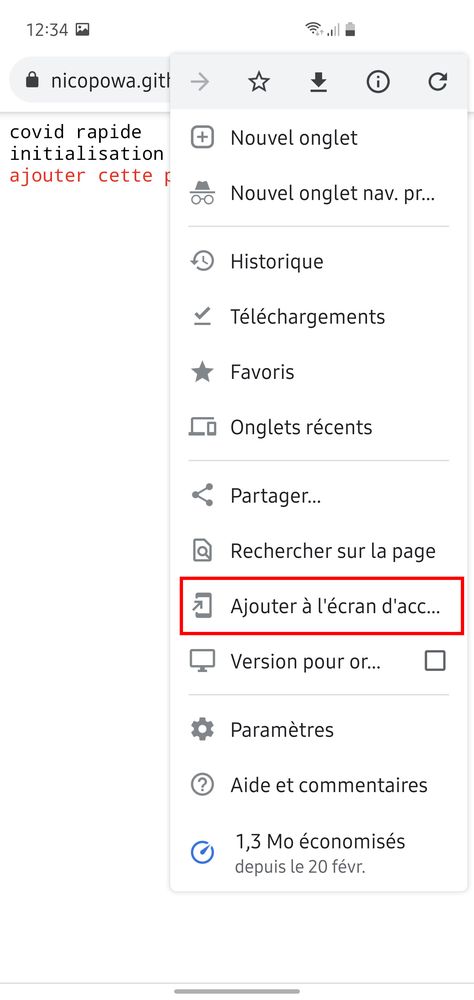 12:34
nicopowa.gith
covid rapide
initialisation
ajouter cette p
Nouvel onglet
Nouvel onglet nav. pr...
Historique
Téléchargements
Favoris
Onglets récents
Partager...
Rechercher sur la page
Ajouter à l'écran d'acc...
Version pour or...
Paramètres
Aide et commentaires
1,3 Mo économisés
depuis le 20 févr.